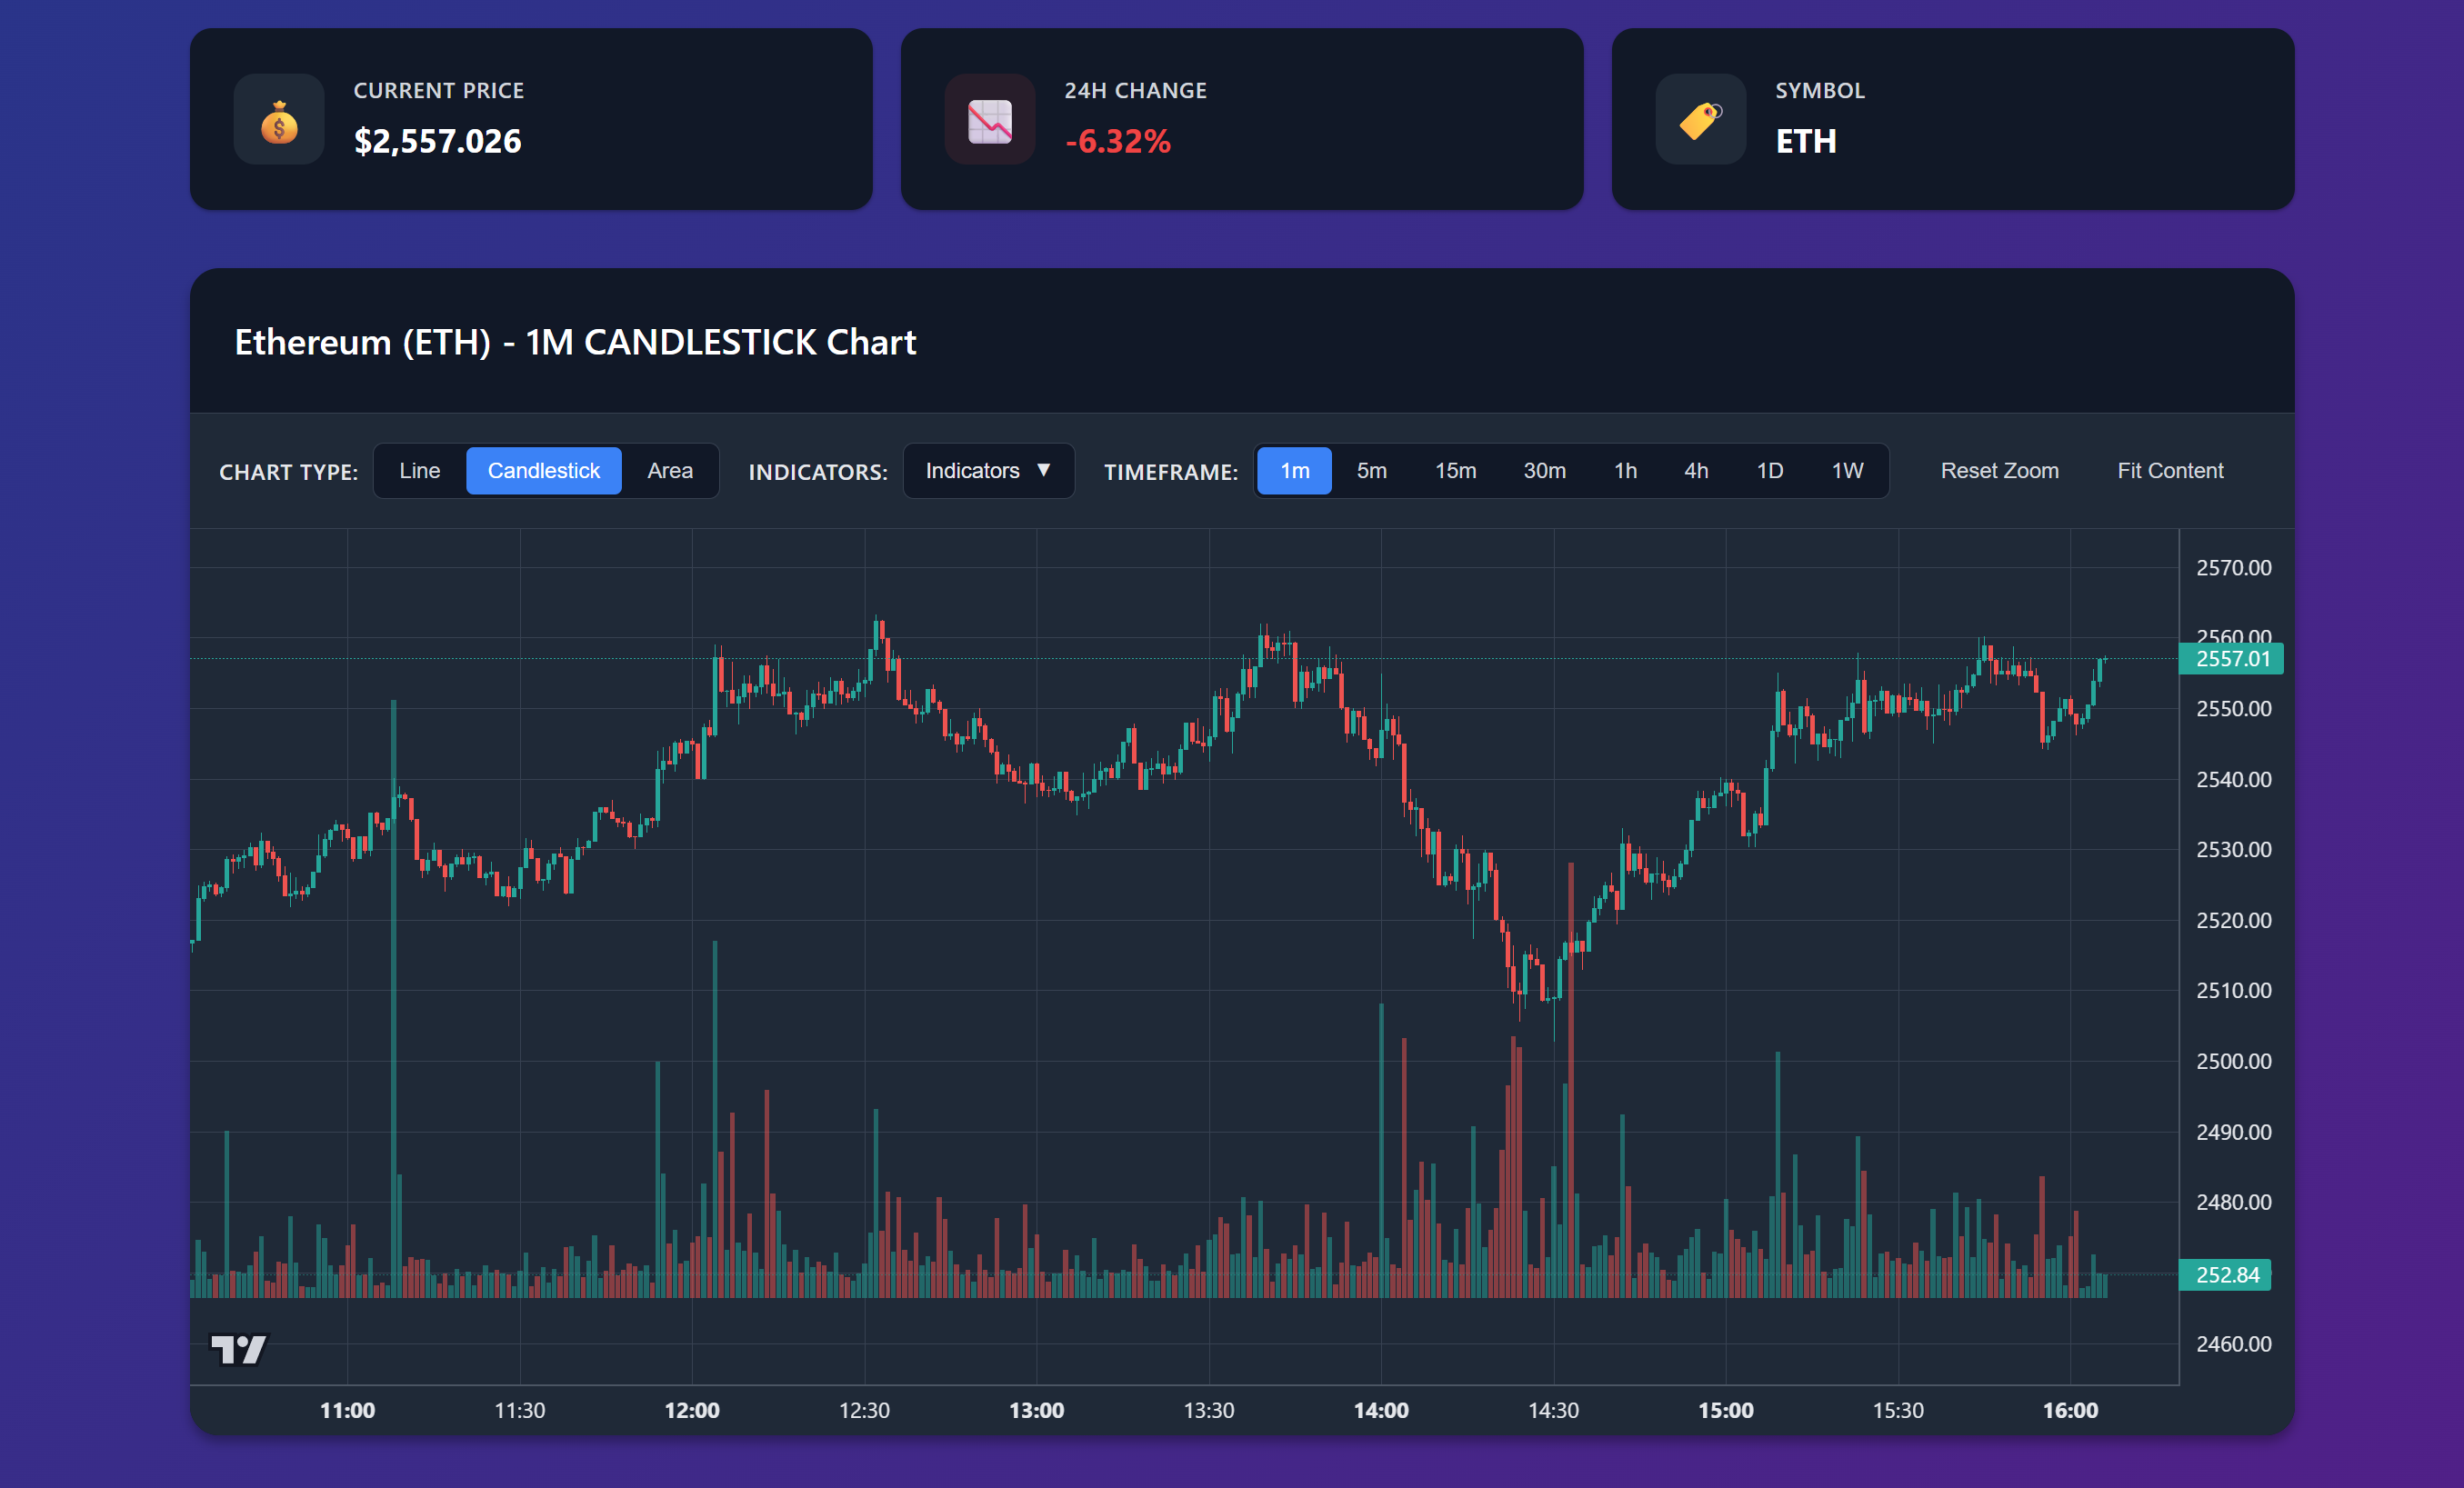 CURRENT PRICE
$2,557.026
24H CHANGE
-6.32%
SYMBOL
ETH
Ethereum (ETH) - 1M CANDLESTICK Chart
CHART TYPE: Line Candlestick Area INDICATORS: Indicators ▼ TIMEFRAME: 1m 5m 15m 30m 1h 4h 1D 1W Reset Zoom Fit Content
2570.00
2560.00
2557.01
2550.00
2540.00
2530.00
2520.00
2510.00
2500.00
2490.00
2480.00
252.84
2460.00
11:00 11:30 12:00 12:30 13:00 13:30 14:00 14:30 15:00 15:30 16:00